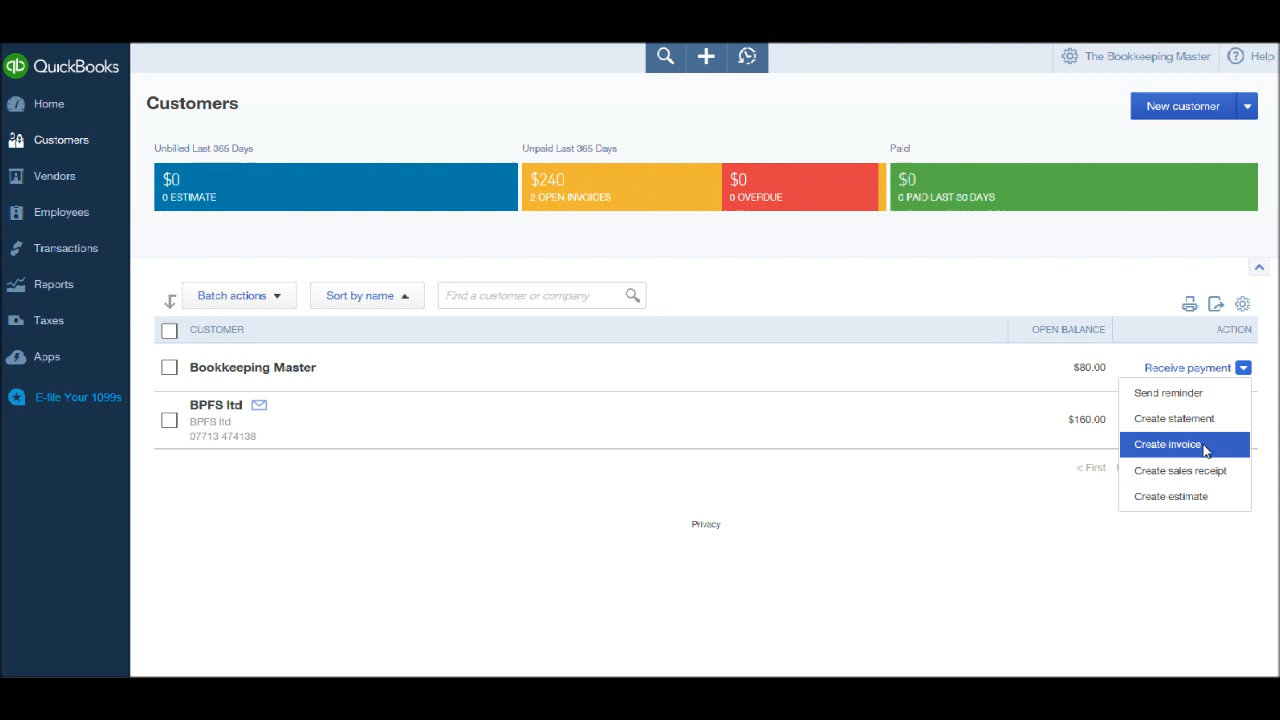 qb QuickBooks
The Bookkeeping Master
Help
Home
Customers
Vendors
Employees
Transactions
Reports
Taxes
Apps
E-file Your 1099s
Customers
New customer
Unbilled Last 365 Days
Unpaid Last 365 Days
Paid
$0
0 ESTIMATE
$240
2 OPEN INVOICES
$0
0 OVERDUE
$0
0 PAID LAST 30 DAYS
Batch actions
Sort by name
Find a customer or company
CUSTOMER
OPEN BALANCE
ACTION
Bookkeeping Master
$80.00
Receive payment
BPFS ltd
BPFS ltd
07713 474138
$160.00
Send reminder
Create statement
Create invoice
Create sales receipt
Create estimate
< First
Privacy